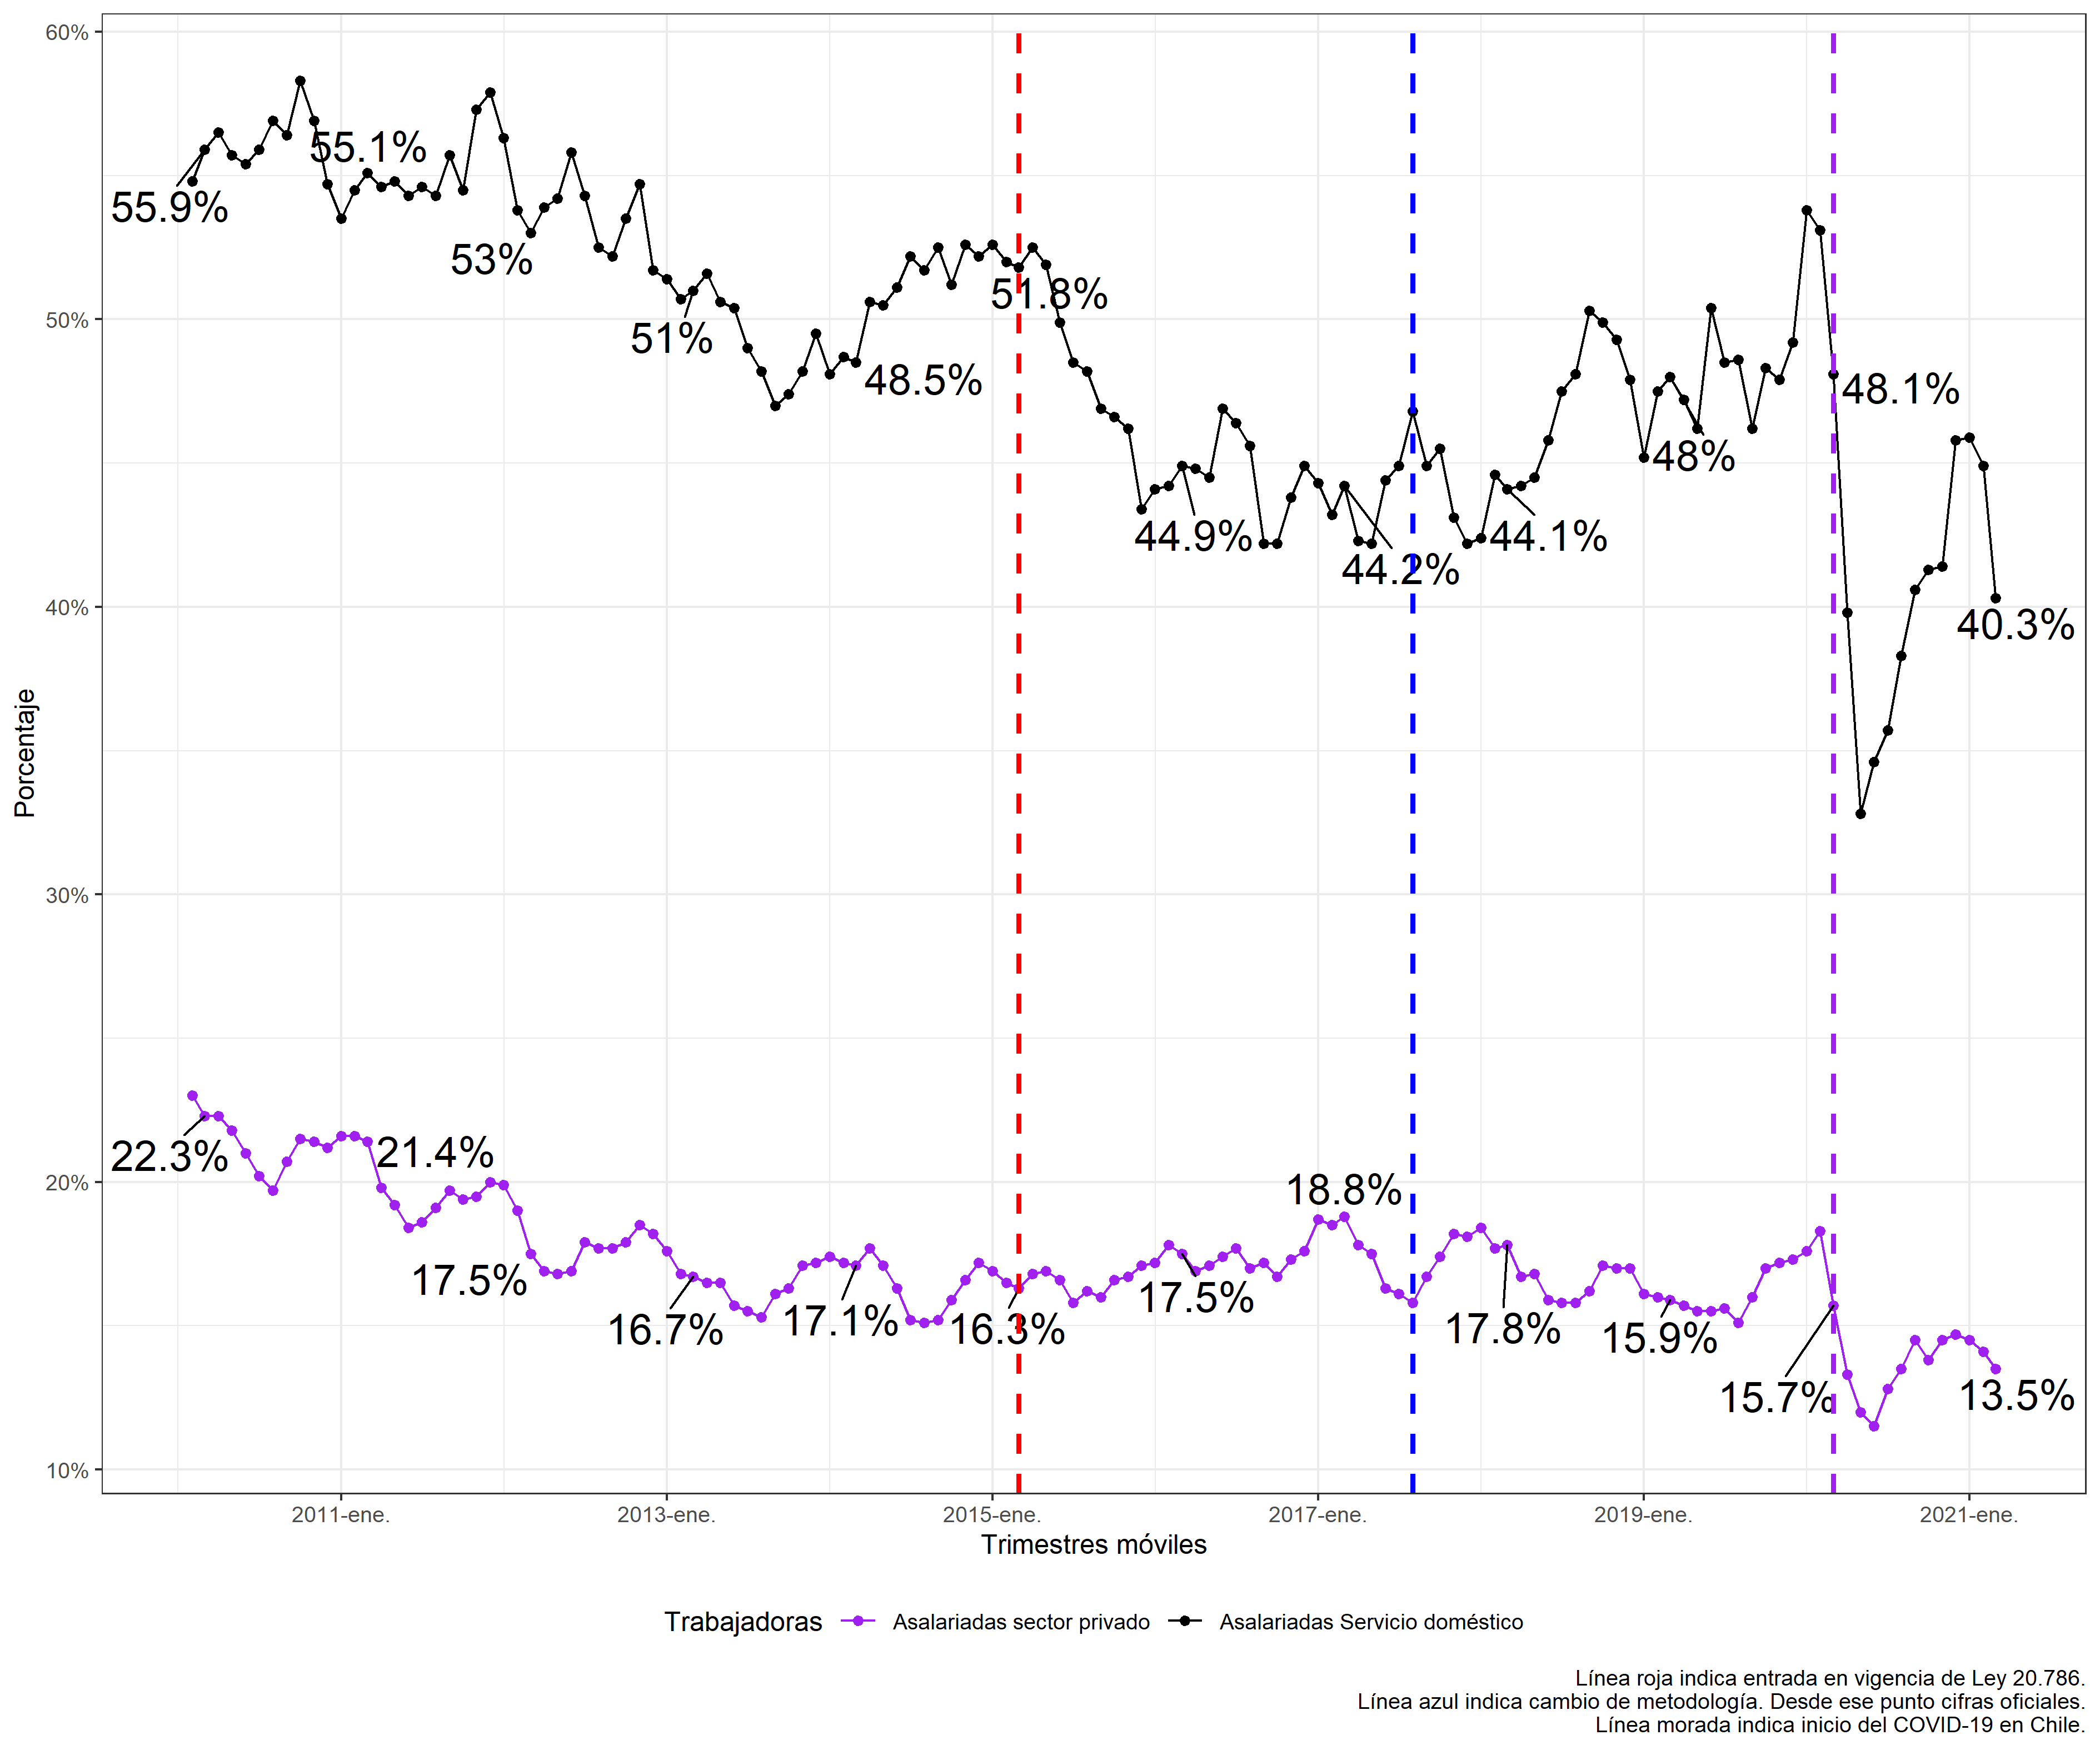 60%
50%
40%
30%
20%
10%
Porcentaje
55.9%
55.1%
53%
51%
48.5%
51.8%
44.9%
44.2%
44.1%
48%
48.1%
40.3%
22.3%
21.4%
17.5%
16.7%
17.1%
16.3%
17.5%
18.8%
17.8%
15.9%
15.7%
13.5%
2011-ene.
2013-ene.
2015-ene.
2017-ene.
2019-ene.
2021-ene.
Trimestres móviles
Trabajadoras Asalariadas sector privado Asalariadas Servicio doméstico
Línea roja indica entrada en vigencia de Ley 20.786.
Línea azul indica cambio de metodología. Desde ese punto cifras oficiales.
Línea morada indica inicio del COVID-19 en Chile.